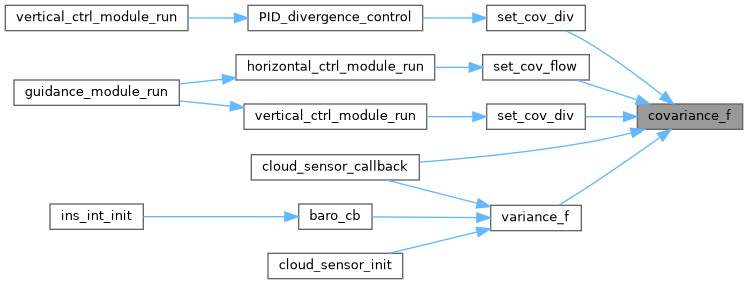 vertical_ctrl_module_run
PID_divergence_control
set_cov_div
horizontal_ctrl_module_run
set_cov_flow
guidance_module_run
vertical_ctrl_module_run
set_cov_div
covariance_f
cloud_sensor_callback
ins_int_init
baro_cb
variance_f
cloud_sensor_init